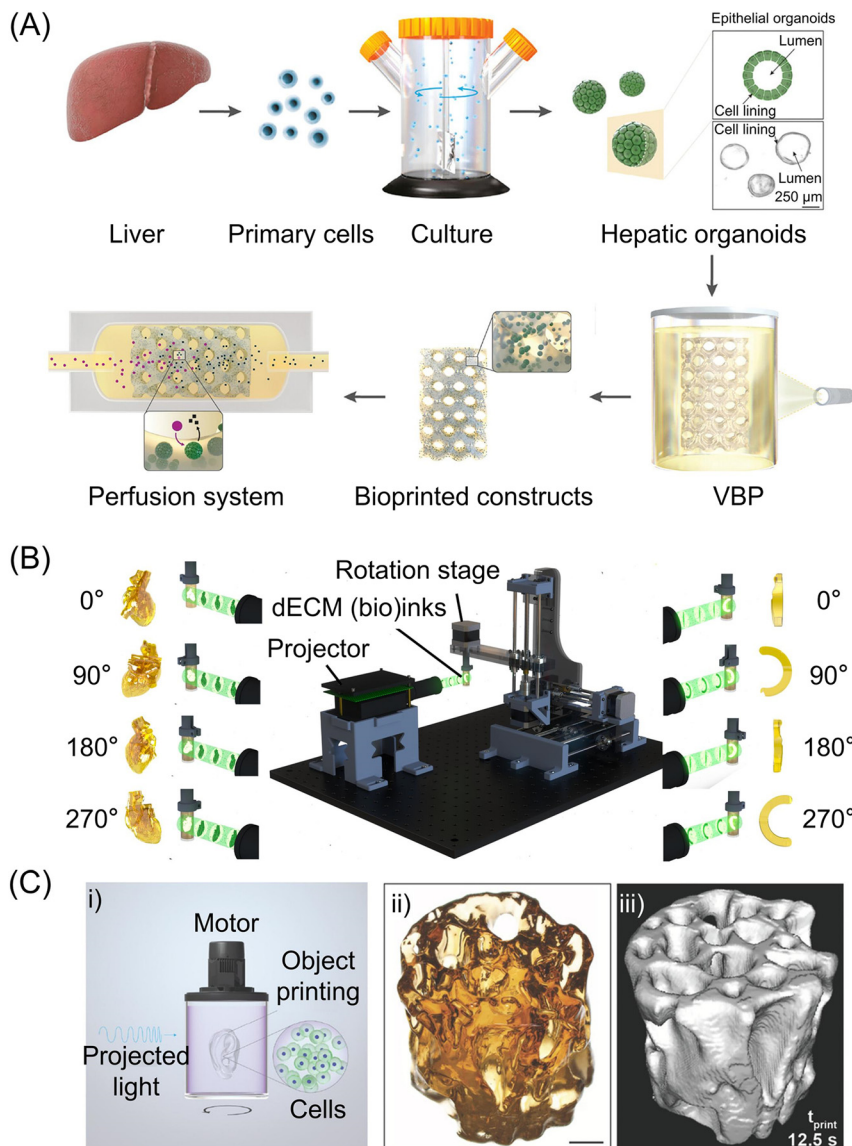 (A)
Epithelial organoids
Lumen
Cell lining
Cell lining
Lumen
250 µm
Liver
Primary cells
Culture
Hepatic organoids
Perfusion system
Bioprinted constructs
VBP
(B)
Rotation stage
dECM (bio)inks
Projector
0°
90°
180°
270°
0°
90°
180°
270°
(C)
i)
Motor
Object
printing
Projected
light
Cells
ii)
iii)
tprint
12.5 s